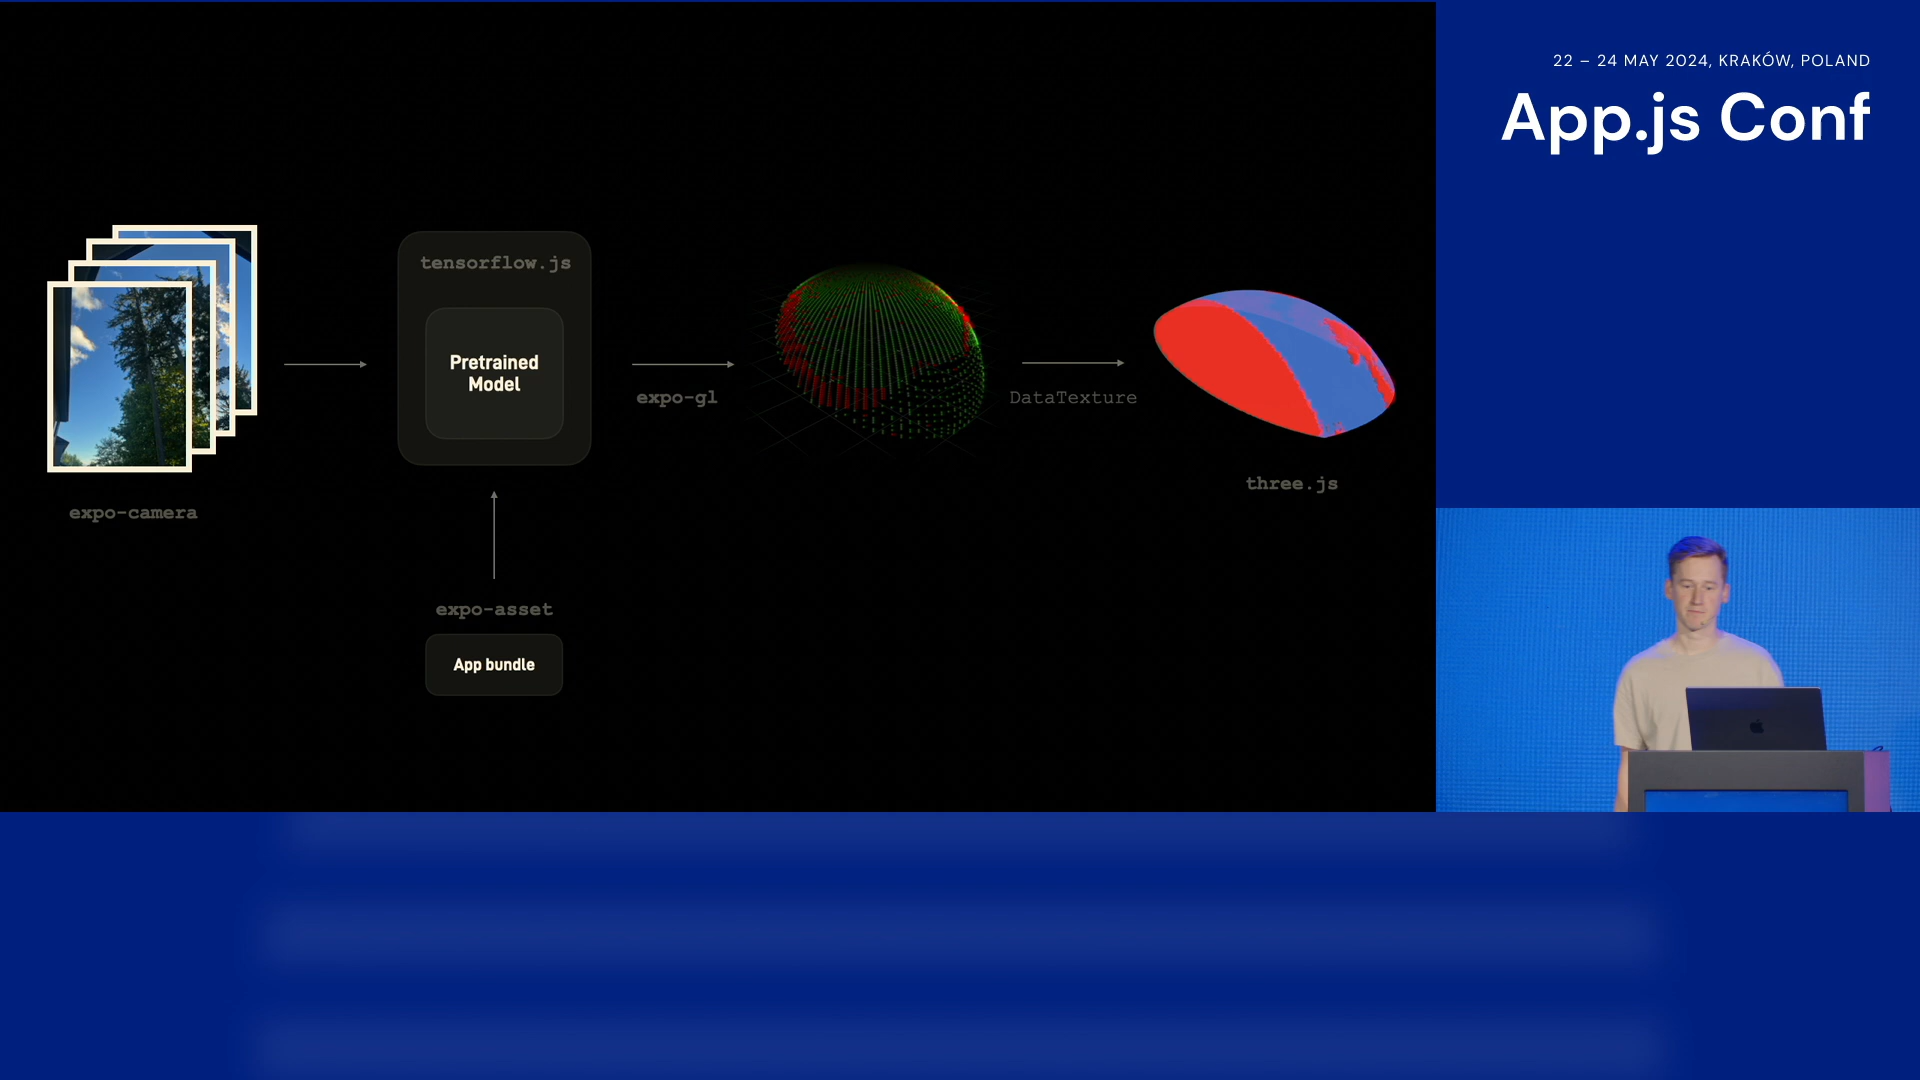 22 – 24 MAY 2024, KRAKÓW, POLAND
App.js Conf
tensorflow.js
Pretrained
Model
expo-gl
DataTexture
three.js
expo-camera
expo-asset
App bundle